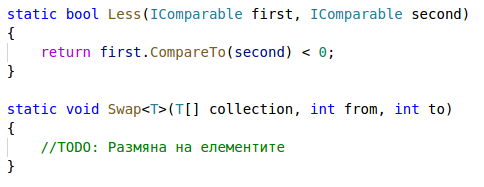 static bool Less(IComparable first, IComparable second)
{
    return first.CompareTo(second) < 0;
}

static void Swap<T>(T[] collection, int from, int to)
{
    //TODO: Размяна на елементите
}